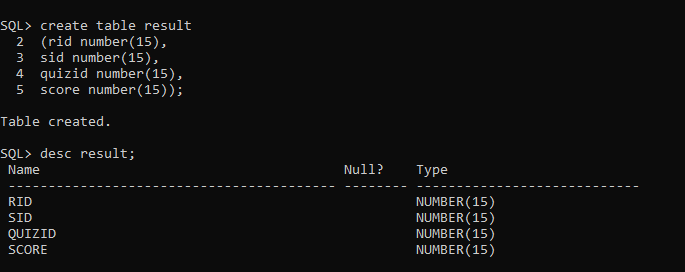 SQL> create table result
  2  (rid number(15),
  3  sid number(15),
  4  quizid number(15),
  5  score number(15));
Table created.
SQL> desc result;
 Name                                      Null?    Type
 ----------------------------------------- -------- ----------------------------
 RID                                                NUMBER(15)
 SID                                                NUMBER(15)
 QUIZID                                             NUMBER(15)
 SCORE                                              NUMBER(15)